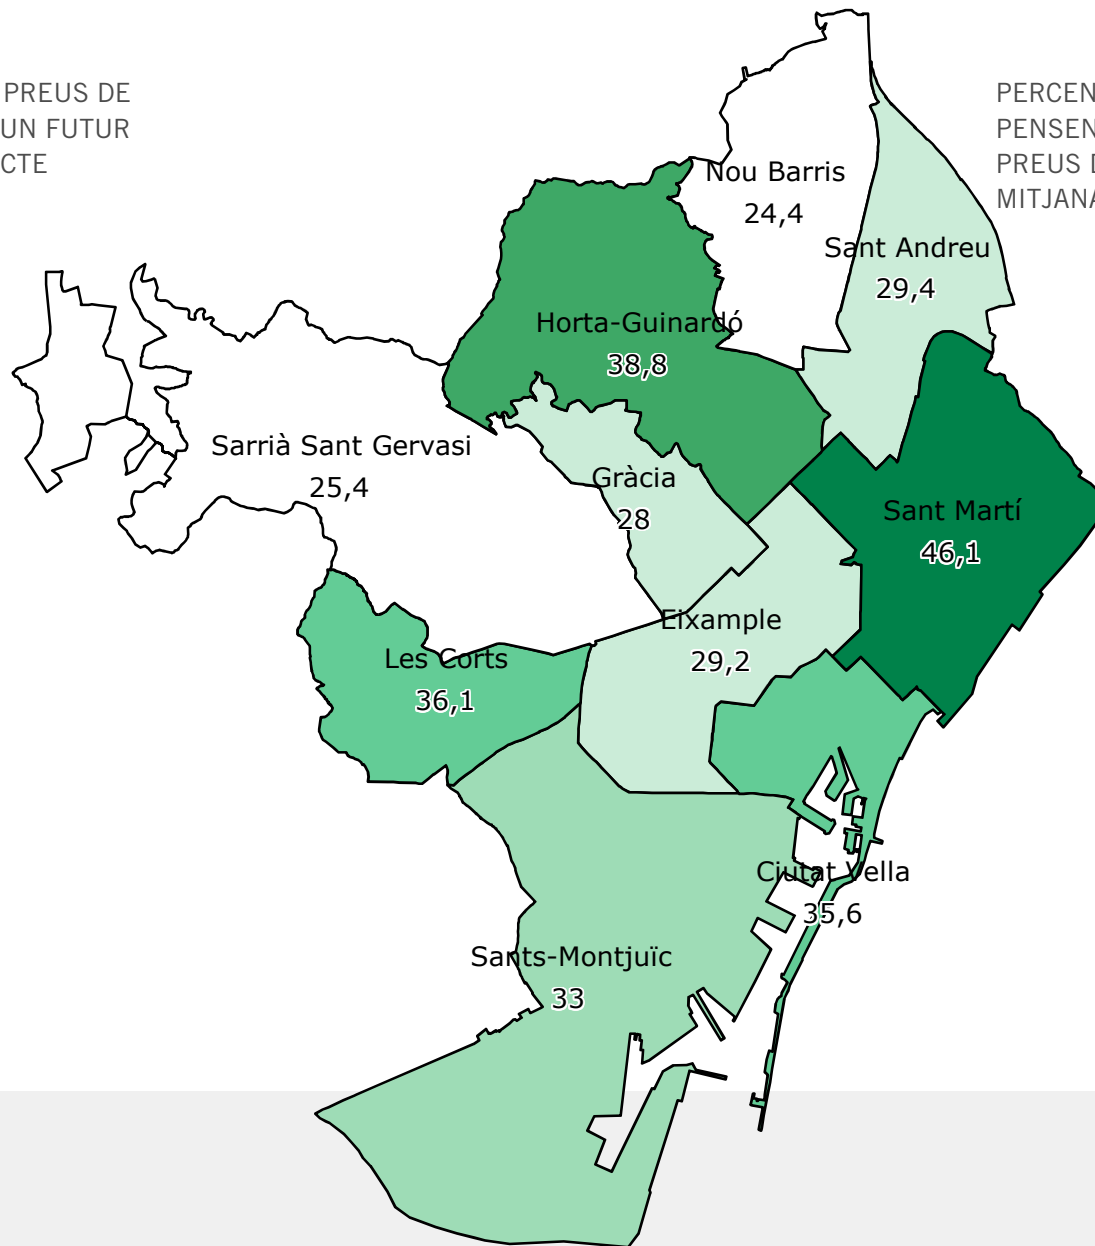 PREUS DE
UN FUTUR
CTE
PERCEN
PENSEN
PREUS D
MITJANA
Nou Barris
24,4
Sant Andreu
29,4
Horta-Guinardó
38,8
Sarrià Sant Gervasi
25,4
Gràcia
28
Sant Martí
46,1
Eixample
29,2
Les Corts
36,1
Ciutat Vella
35,6
Sants-Montjuïc
33